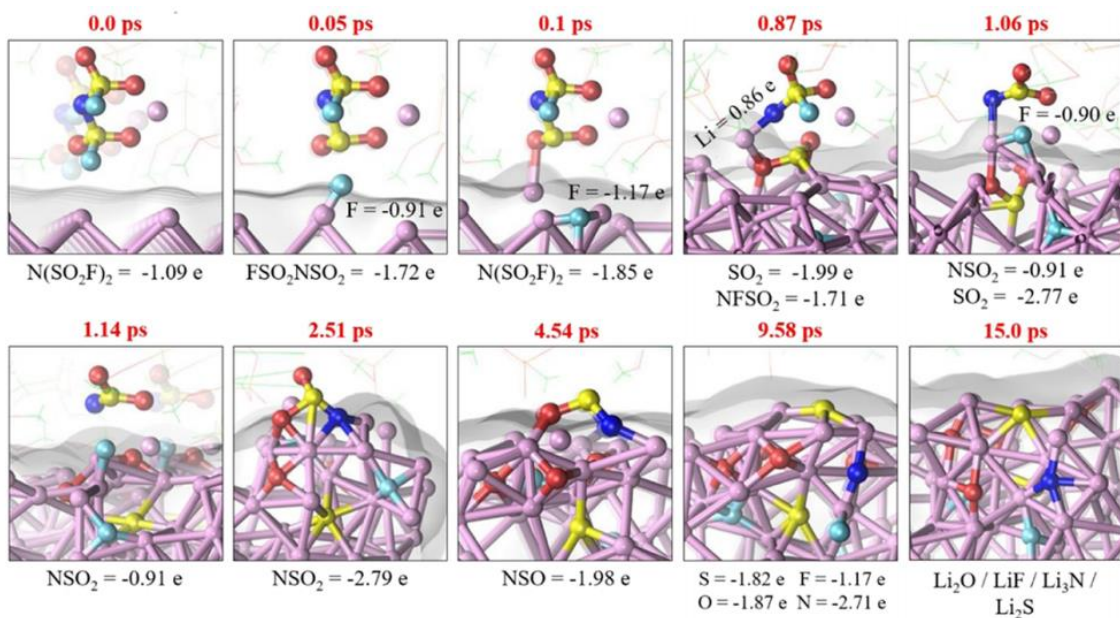 0.0 ps 0.05 ps 0.1 ps 0.87 ps 1.06 ps
Li = 0.86 e
F = -0.90 e
F = -0.91 e
F = -1.17 e
N(SO₂F)₂ = -1.09 e
FSO₂NSO₂ = -1.72 e
N(SO₂F)₂ = -1.85 e
SO₂ = -1.99 e
NFSO₂ = -1.71 e
NSO₂ = -0.91 e
SO₂ = -2.77 e
1.14 ps 2.51 ps 4.54 ps 9.58 ps 15.0 ps
NSO₂ = -0.91 e
NSO₂ = -2.79 e
NSO = -1.98 e
S = -1.82 e F = -1.17 e
O = -1.87 e N = -2.71 e
Li₂O / LiF / Li₃N /
Li₂S